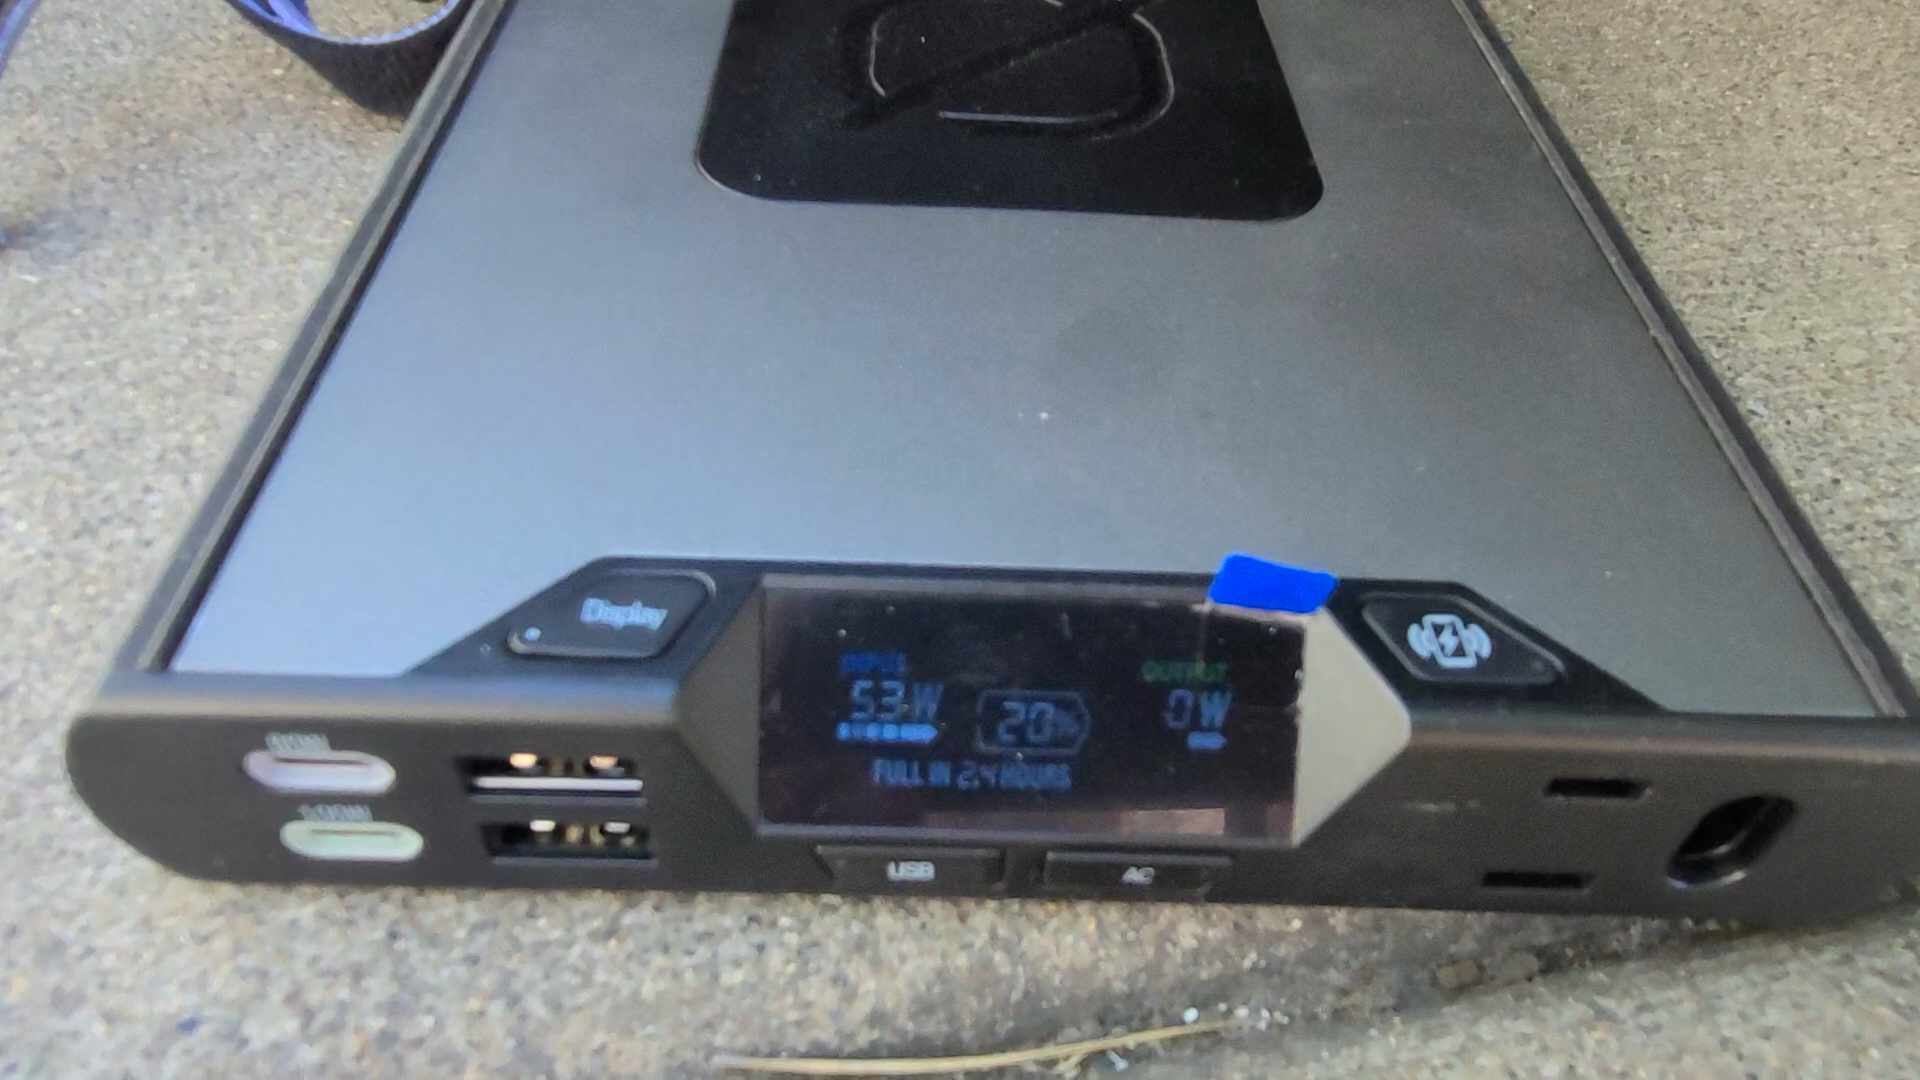 Display
INPUT
53W
20%
OUTPUT
0W
FULL IN 2.4 HOURS
USB
AC